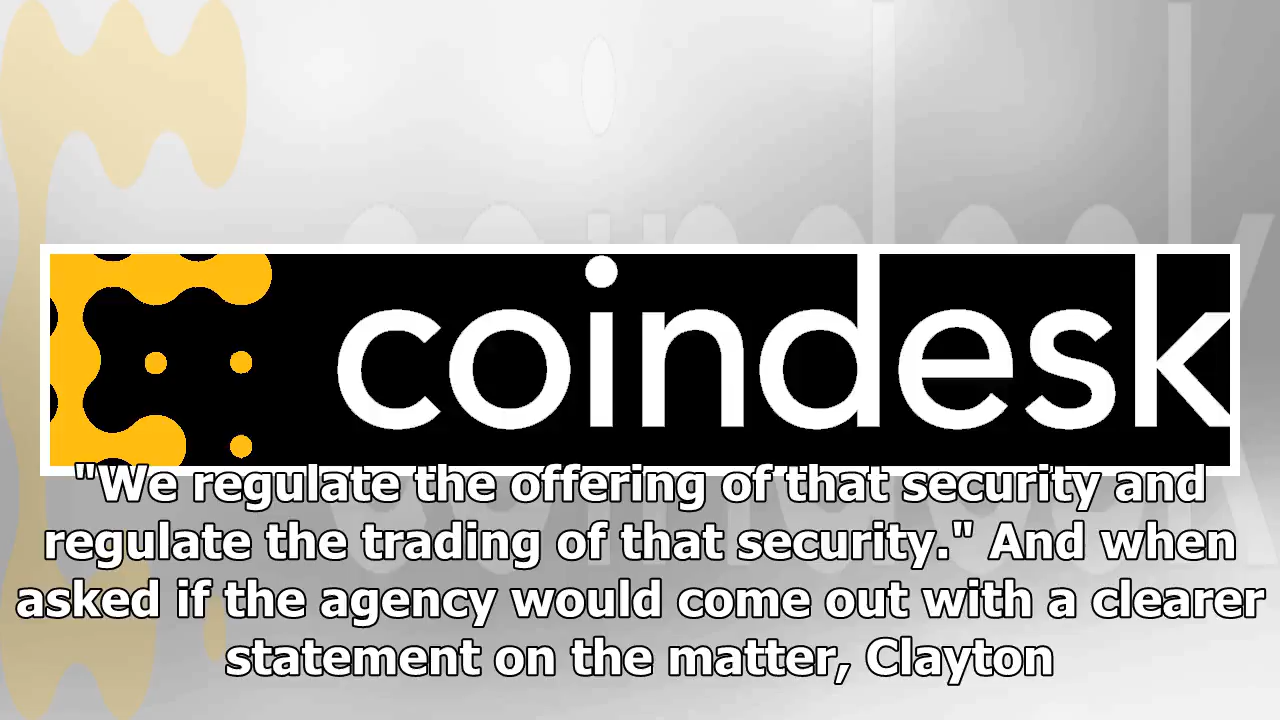 coindesk
"We regulate the offering of that security and
regulate the trading of that security." And when
asked if the agency would come out with a clearer
statement on the matter, Clayton